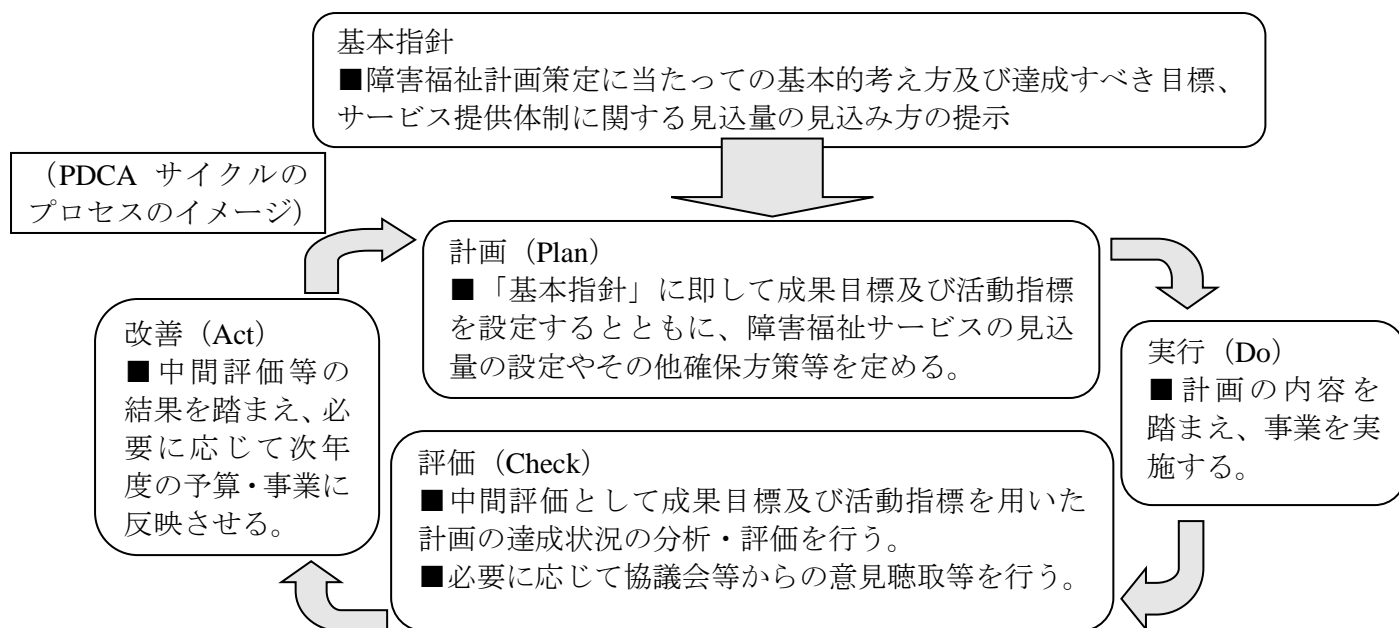 基本指針
■障害福祉計画策定に当たっての基本的考え方及び達成すべき目標、
サービス提供体制に関する見込量の見込み方の提示
（PDCA サイクルの
プロセスのイメージ）
計画（Plan）
■「基本指針」に即して成果目標及び活動指標
を設定するとともに、障害福祉サービスの見込
量の設定やその他確保方策等を定める。
実行（Do）
■計画の内容を
踏まえ、事業を実
施する。
評価（Check）
■中間評価として成果目標及び活動指標を用いた
計画の達成状況の分析・評価を行う。
■必要に応じて協議会等からの意見聴取等を行う。
改善（Act）
■中間評価等の
結果を踏まえ、必
要に応じて次年
度の予算・事業に
反映させる。